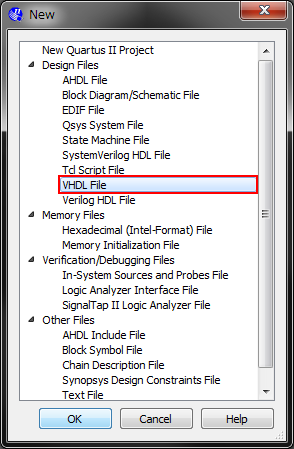 New
New Quartus II Project
Design Files
AHDL File
Block Diagram/Schematic File
EDIF File
Qsys System File
State Machine File
SystemVerilog HDL File
Tcl Script File
VHDL File
Verilog HDL File
Memory Files
Hexadecimal (Intel-Format) File
Memory Initialization File
Verification/Debugging Files
In-System Sources and Probes File
Logic Analyzer Interface File
SignalTap II Logic Analyzer File
Other Files
AHDL Include File
Block Symbol File
Chain Description File
Synopsys Design Constraints File
Text File
OK Cancel Help